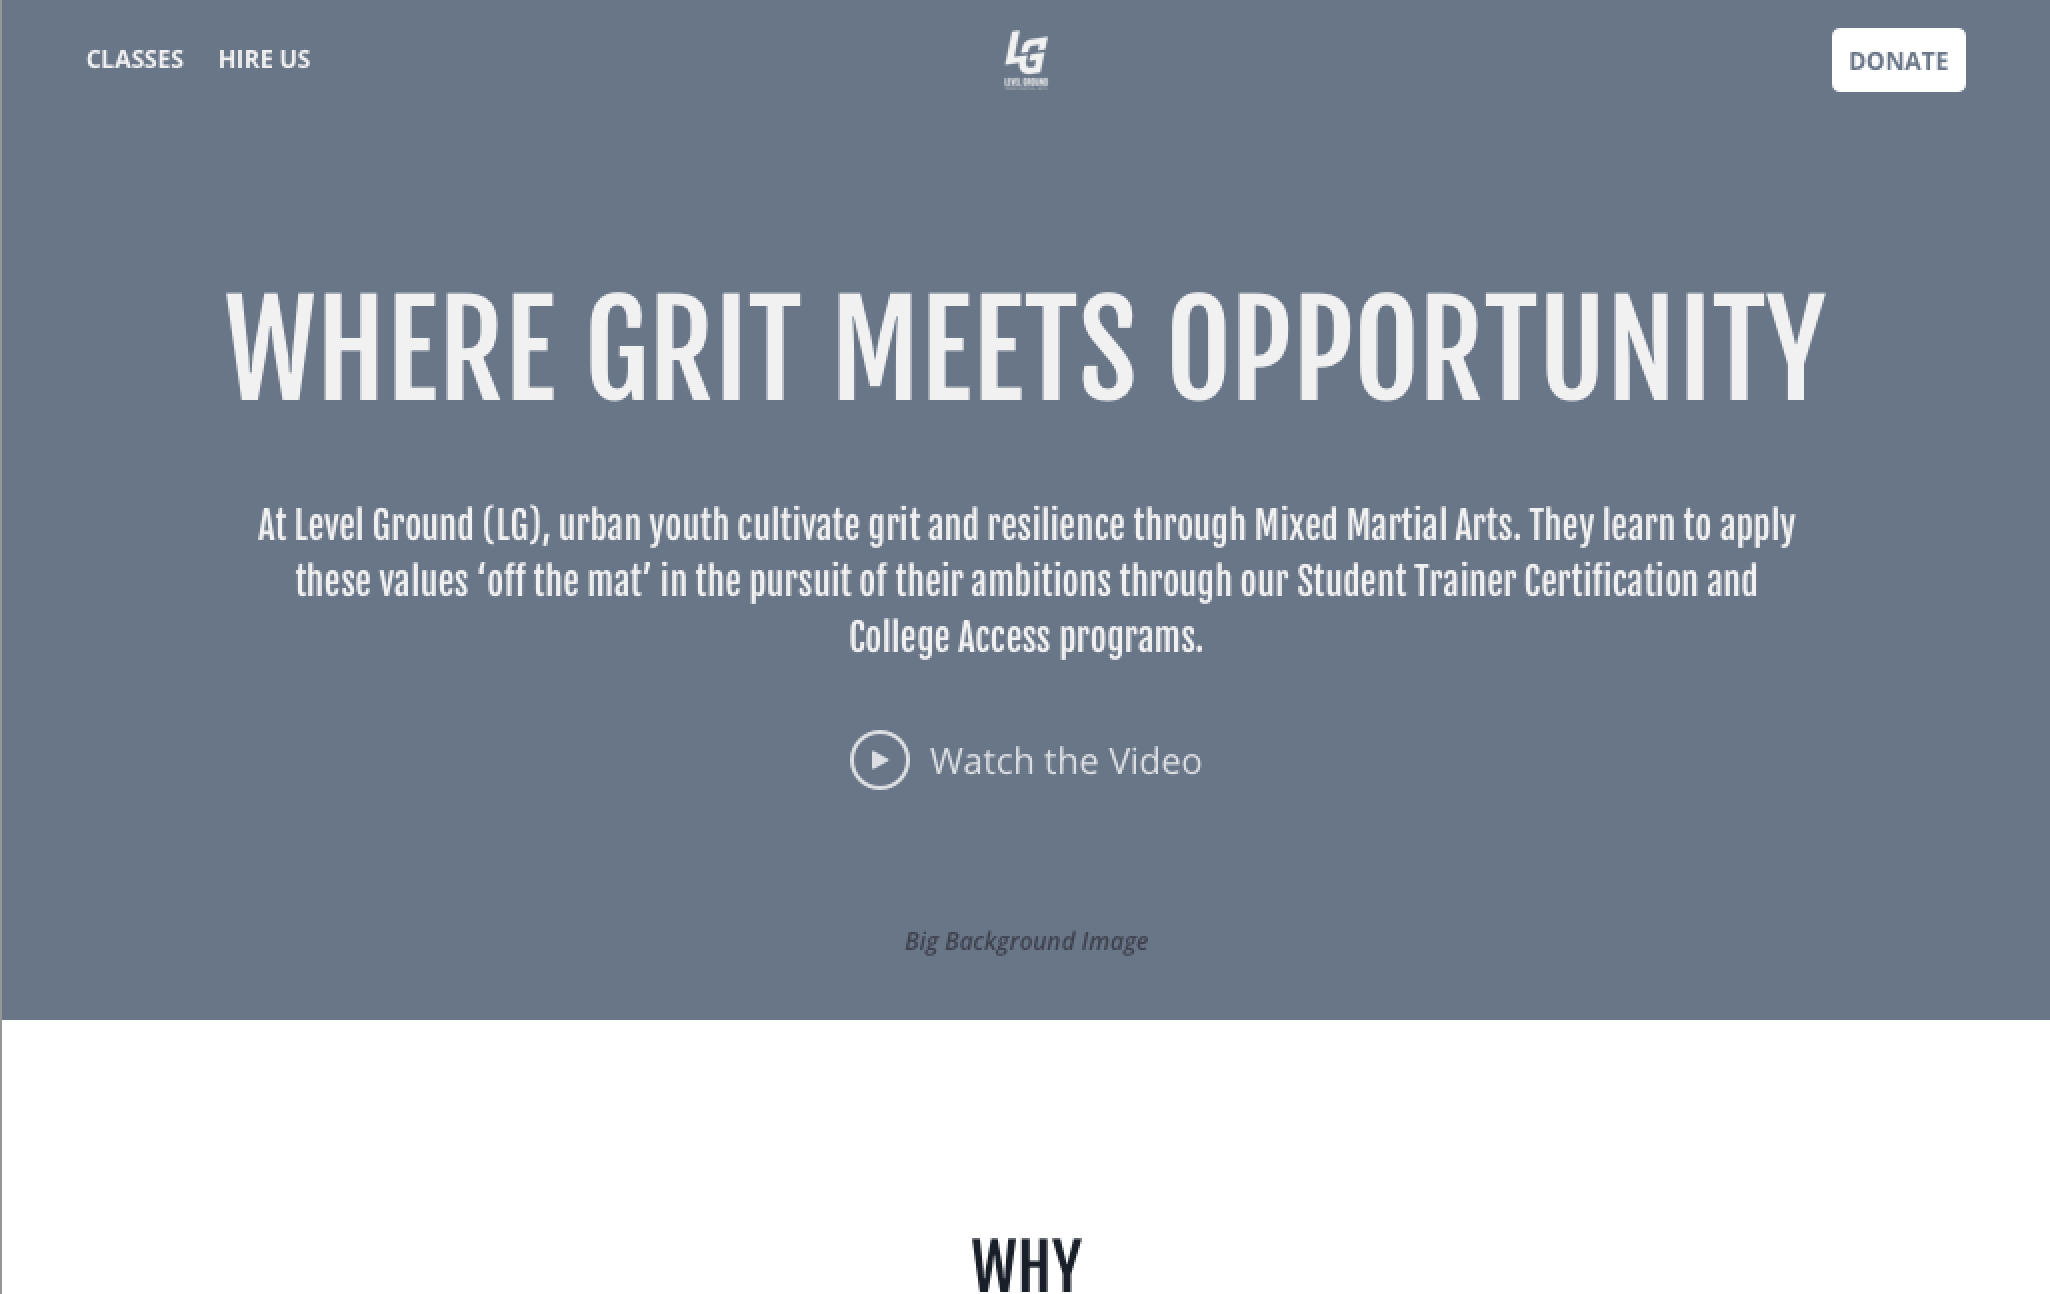 CLASSES HIRE US
LG
LEVEL GROUND
DONATE
WHERE GRIT MEETS OPPORTUNITY
At Level Ground (LG), urban youth cultivate grit and resilience through Mixed Martial Arts. They learn to apply
these values ‘off the mat’ in the pursuit of their ambitions through our Student Trainer Certification and
College Access programs.
Watch the Video
Big Background Image
WHY